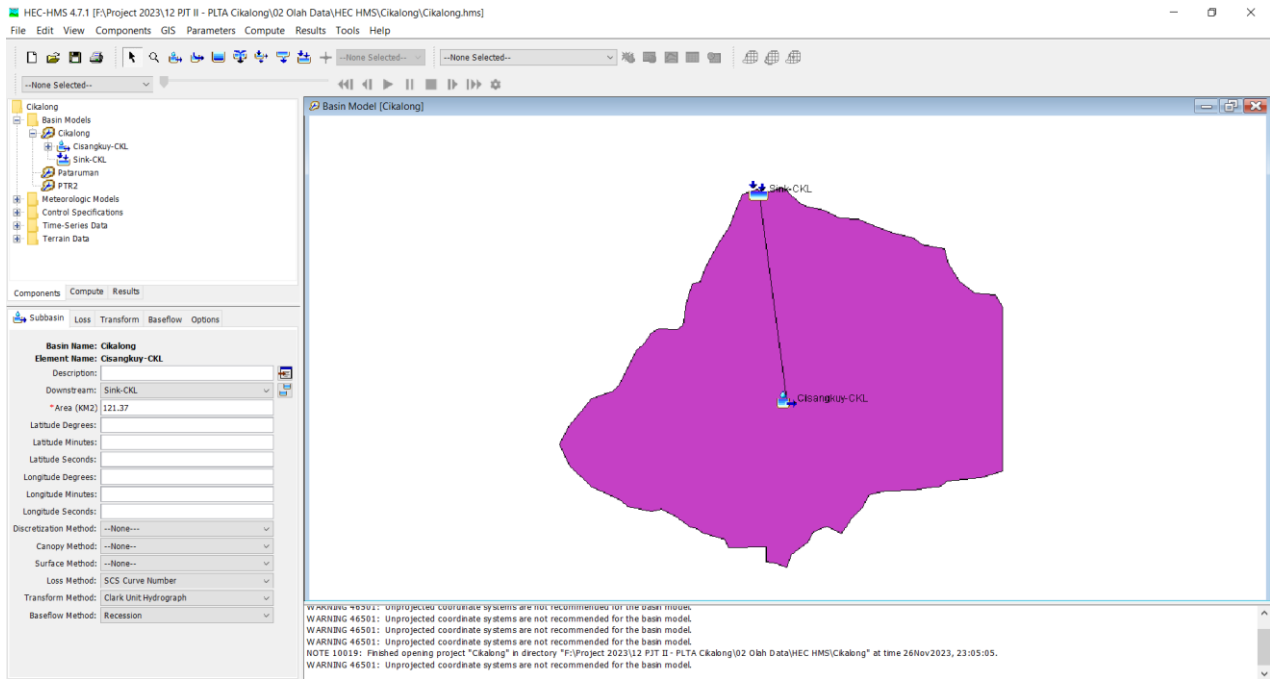 HEC-HMS 4.7.1 [F:\Project 2023\12 PJT II - PLTA Cikalong\02 Olah Data\HEC HMS\Cikalong\Cikalong.hms]
File Edit View Components GIS Parameters Compute Results Tools Help
--None Selected-- --None Selected--
--None Selected--
Cikalong
Basin Models
Cikalong
Cisangkuy-CKL
Sink-CKL
Pataruman
PTR2
Meteorologic Models
Control Specifications
Time-Series Data
Terrain Data
Components Compute Results
Subbasin Loss Transform Baseflow Options
Basin Name: Cikalong
Element Name: Cisangkuy-CKL
Description:
Downstream: Sink-CKL
*Area (KM2) 121.37
Latitude Degrees:
Latitude Minutes:
Latitude Seconds:
Longitude Degrees:
Longitude Minutes:
Longitude Seconds:
Discretization Method: --None---
Canopy Method: --None--
Surface Method: --None--
Loss Method: SCS Curve Number
Transform Method: Clark Unit Hydrograph
Baseflow Method: Recession
Basin Model [Cikalong]
Sink-CKL
Cisangkuy-CKL
WARNING 46501: Unprojected coordinate systems are not recommended for the basin model.
WARNING 46501: Unprojected coordinate systems are not recommended for the basin model.
WARNING 46501: Unprojected coordinate systems are not recommended for the basin model.
WARNING 46501: Unprojected coordinate systems are not recommended for the basin model.
NOTE 10019: Finished opening project "Cikalong" in directory "F:\Project 2023\12 PJT II - PLTA Cikalong\02 Olah Data\HEC HMS\Cikalong" at time 26Nov2023, 23:05:05.
WARNING 46501: Unprojected coordinate systems are not recommended for the basin model.